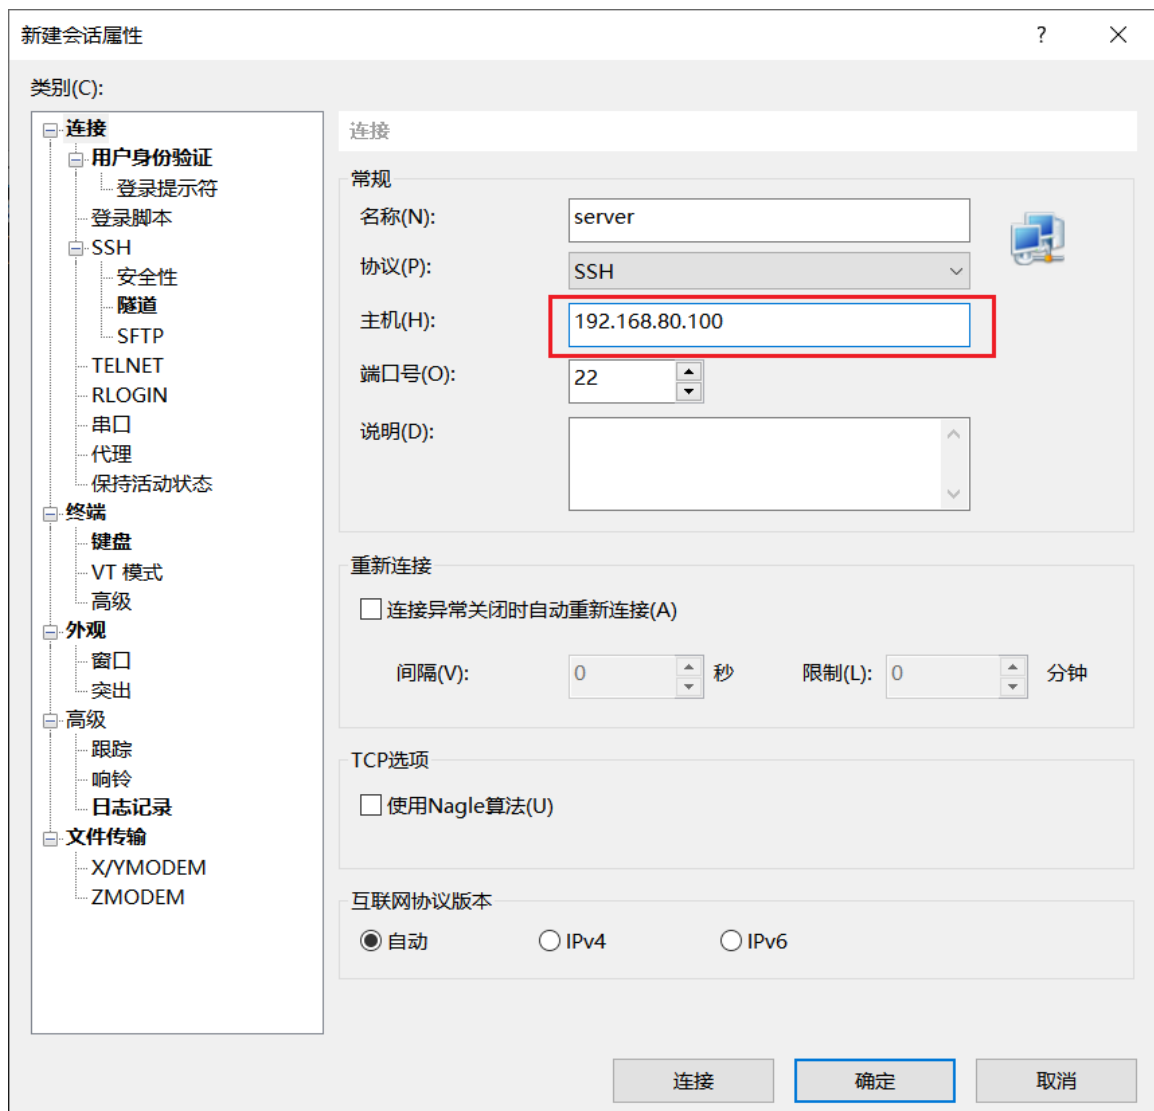 新建会话属性
?
类别(C):
连接
用户身份验证
登录提示符
登录脚本
SSH
安全性
隧道
SFTP
TELNET
RLOGIN
串口
代理
保持活动状态
终端
键盘
VT 模式
高级
外观
窗口
突出
高级
跟踪
响铃
日志记录
文件传输
X/YMODEM
ZMODEM
连接
常规
名称(N): server
协议(P): SSH
主机(H): 192.168.80.100
端口号(O): 22
说明(D):
重新连接
连接异常关闭时自动重新连接(A)
间隔(V): 0 秒 限制(L): 0 分钟
TCP选项
使用Nagle算法(U)
互联网协议版本
自动 IPv4 IPv6
连接 确定 取消